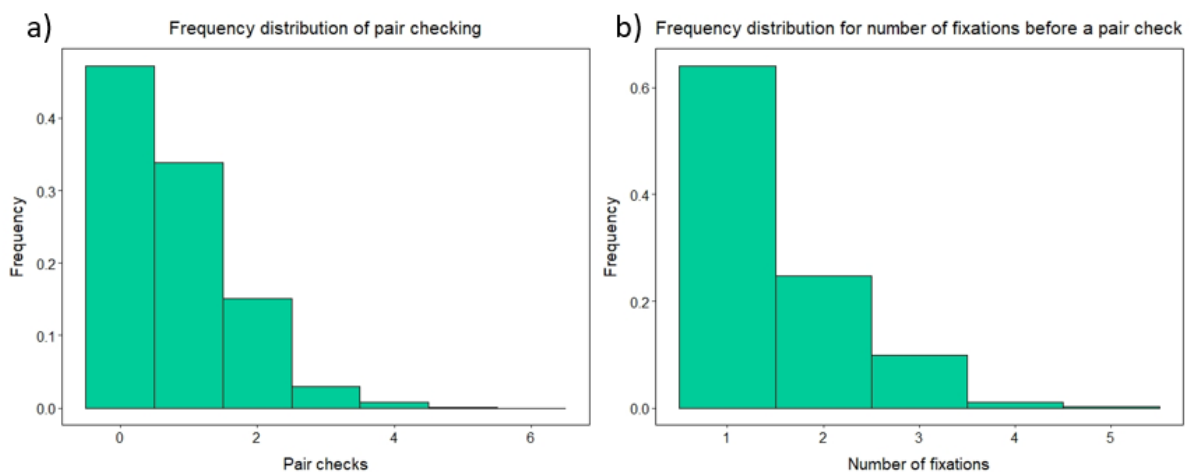 a)
Frequency distribution of pair checking
Frequency
0.4
0.3
0.2
0.1
0.0
0 2 4 6
Pair checks
b)
Frequency distribution for number of fixations before a pair check
Frequency
0.6
0.4
0.2
0.0
1 2 3 4 5
Number of fixations